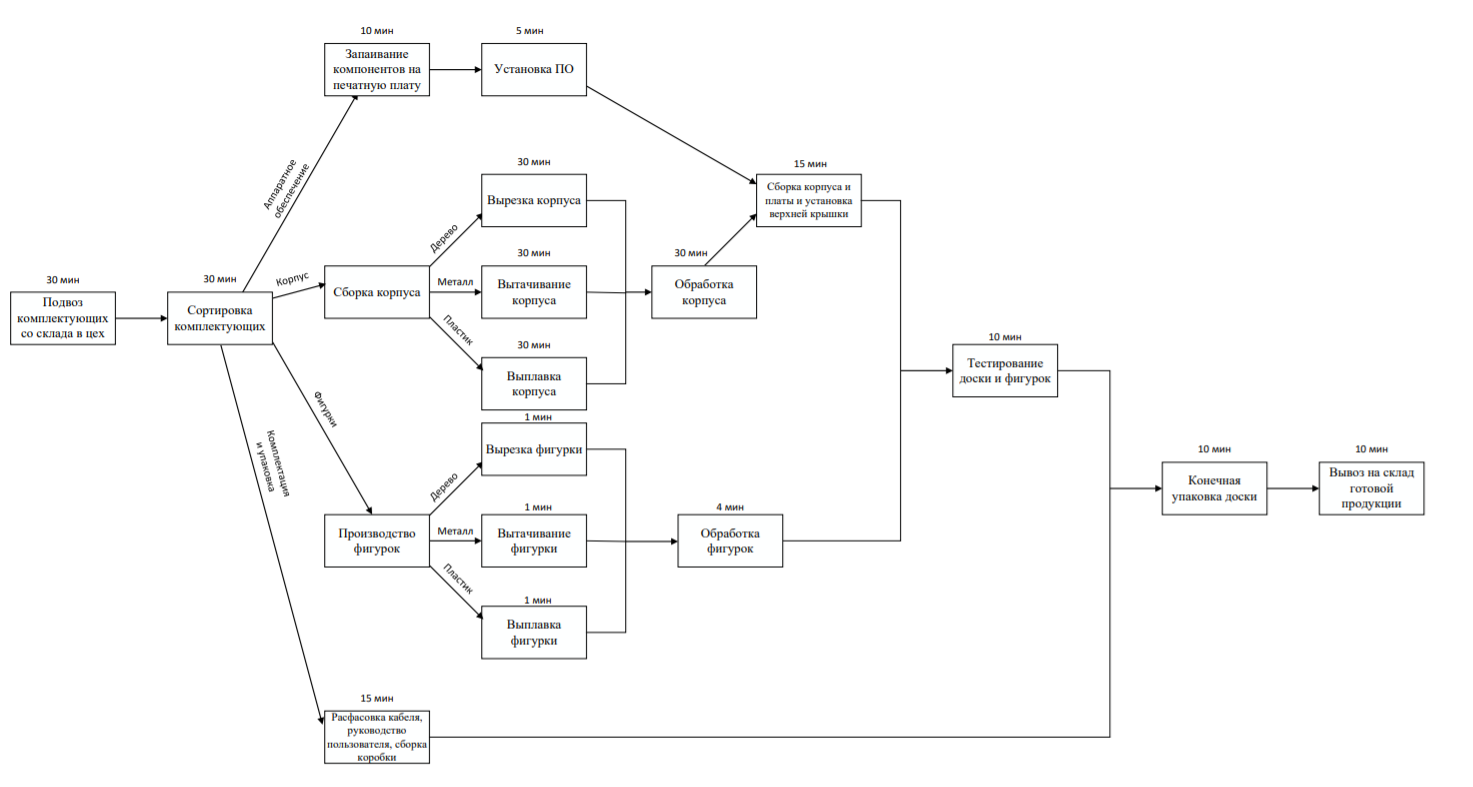 10 мин
Запаивание
компонентов на
печатную плату
5 мин
Установка ПО
Аппаратное
обеспечение
30 мин
Вырезка корпуса
15 мин
Сборка корпуса и
платы и установка
верхней крышки
30 мин
Подвоз
комплектующих
со склада в цех
30 мин
Сортировка
комплектующих
Корпус
Сборка корпуса
Дерево
Металл
Пластик
30 мин
Вытачивание
корпуса
30 мин
Обработка
корпуса
30 мин
Выплавка
корпуса
10 мин
Тестирование
доски и фигурок
Фигурки
Комплектация
и упаковка
1 мин
Вырезка фигурки
Производство
фигурок
Дерево
Металл
Пластик
1 мин
Вытачивание
фигурки
4 мин
Обработка
фигурок
1 мин
Выплавка
фигурки
10 мин
Конечная
упаковка доски
10 мин
Вывоз на склад
готовой
продукции
15 мин
Расфасовка кабеля,
руководство
пользователя, сборка
коробки